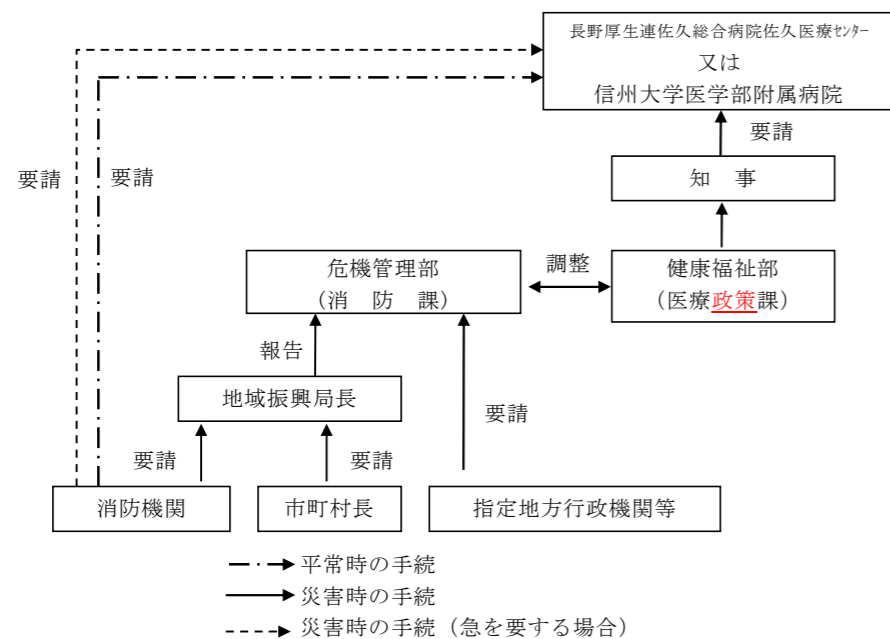 長野厚生連佐久総合病院佐久医療ｾﾝﾀｰ
又は
信州大学医学部附属病院
要請
知　事
要請
要請
危機管理部
（消　防　課）
調整
健康福祉部
（医療政策課）
報告
地域振興局長
要請
要請
要請
消防機関
市町村長
指定地方行政機関等
平常時の手続
災害時の手続
災害時の手続（急を要する場合）